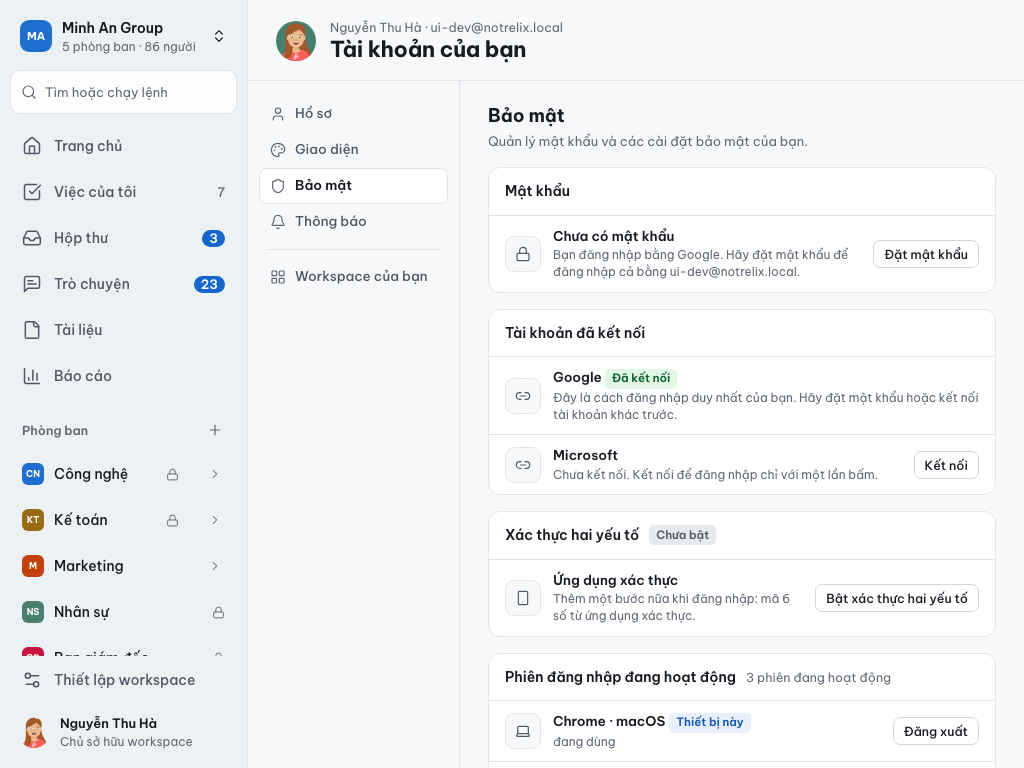 MA
Minh An Group
5 phòng ban · 86 người
Tìm hoặc chạy lệnh
Trang chủ
Việc của tôi 7
Hộp thư 3
Trò chuyện 23
Tài liệu
Báo cáo
Phòng ban
CN Công nghệ
KT Kế toán
M Marketing
NS Nhân sự
Thiết lập workspace
Nguyễn Thu Hà
Chủ sở hữu workspace
Nguyễn Thu Hà · ui-dev@notrelix.local
Tài khoản của bạn
Hồ sơ
Giao diện
Bảo mật
Thông báo
Workspace của bạn
Bảo mật
Quản lý mật khẩu và các cài đặt bảo mật của bạn.
Mật khẩu
Chưa có mật khẩu
Bạn đăng nhập bằng Google. Hãy đặt mật khẩu để
đăng nhập cả bằng ui-dev@notrelix.local.
Đặt mật khẩu
Tài khoản đã kết nối
Google Đã kết nối
Đây là cách đăng nhập duy nhất của bạn. Hãy đặt mật khẩu hoặc kết nối
tài khoản khác trước.
Microsoft
Chưa kết nối. Kết nối để đăng nhập chỉ với một lần bấm.
Kết nối
Xác thực hai yếu tố Chưa bật
Ứng dụng xác thực
Thêm một bước nữa khi đăng nhập: mã 6
số từ ứng dụng xác thực.
Bật xác thực hai yếu tố
Phiên đăng nhập đang hoạt động 3 phiên đang hoạt động
Chrome · macOS Thiết bị này
đang dùng
Đăng xuất